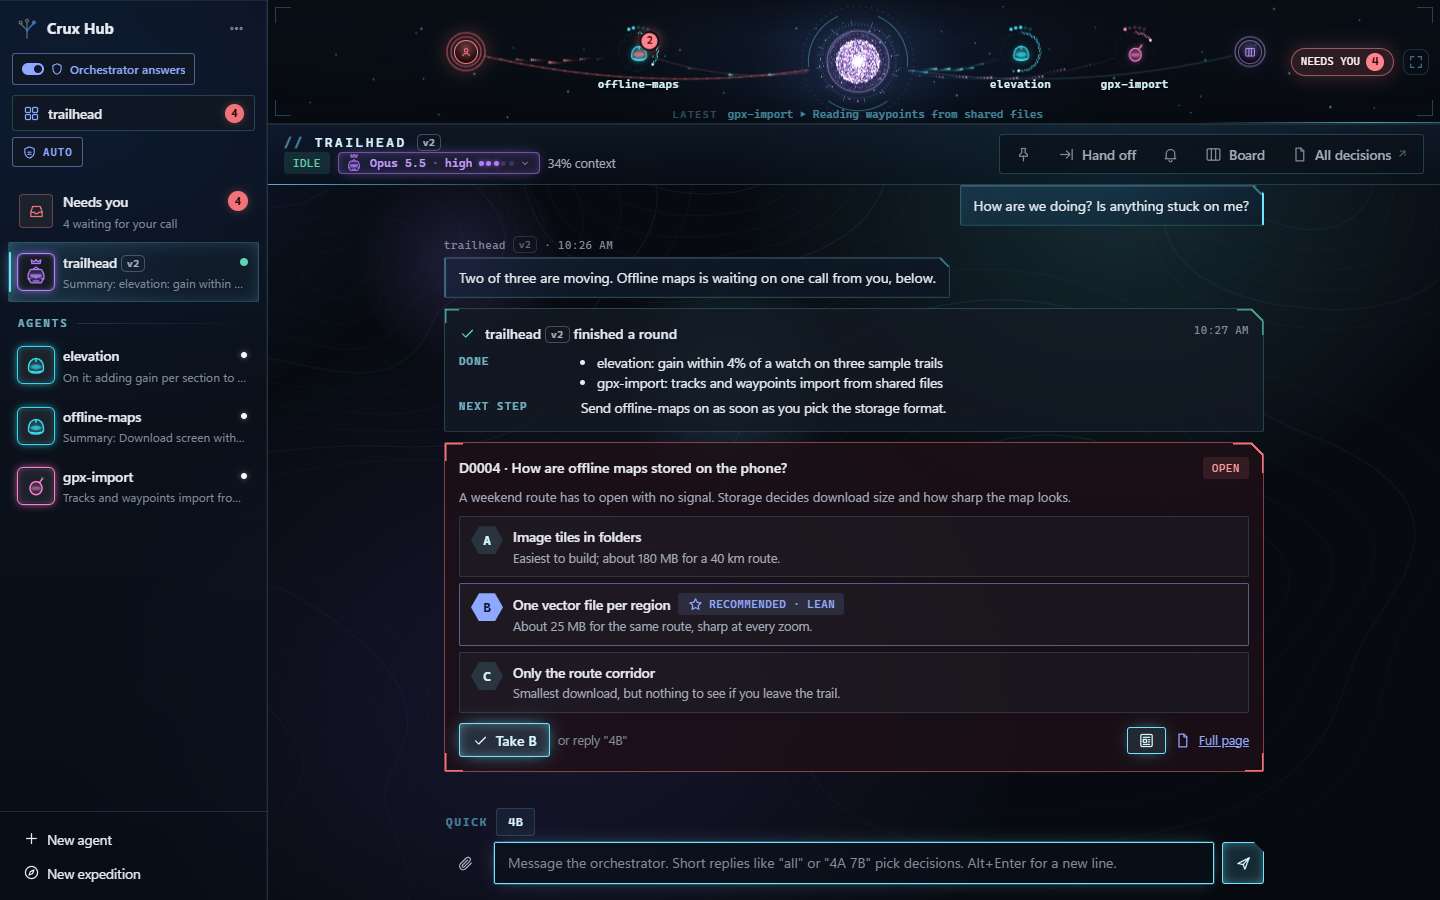 Crux Hub
Orchestrator answers
trailhead
4
AUTO
Needs you
4
4 waiting for your call
trailhead v2
Summary: elevation: gain within ...
AGENTS
elevation
On it: adding gain per section to ...
offline-maps
Summary: Download screen with...
gpx-import
Tracks and waypoints import fro...
New agent
New expedition
2
offline-maps
elevation
gpx-import
NEEDS YOU 4
LATEST gpx-import ▸ Reading waypoints from shared files
// TRAILHEAD v2
IDLE
Opus 5.5 · high
34% context
Hand off
Board
All decisions ↗
How are we doing? Is anything stuck on me?
trailhead v2 · 10:26 AM
Two of three are moving. Offline maps is waiting on one call from you, below.
trailhead v2 finished a round
10:27 AM
DONE
• elevation: gain within 4% of a watch on three sample trails
• gpx-import: tracks and waypoints import from shared files
NEXT STEP
Send offline-maps on as soon as you pick the storage format.
D0004 · How are offline maps stored on the phone?
OPEN
A weekend route has to open with no signal. Storage decides download size and how sharp the map looks.
A
Image tiles in folders
Easiest to build; about 180 MB for a 40 km route.
B
One vector file per region
RECOMMENDED · LEAN
About 25 MB for the same route, sharp at every zoom.
C
Only the route corridor
Smallest download, but nothing to see if you leave the trail.
Take B
or reply "4B"
Full page
QUICK
4B
Message the orchestrator. Short replies like "all" or "4A 7B" pick decisions. Alt+Enter for a new line.